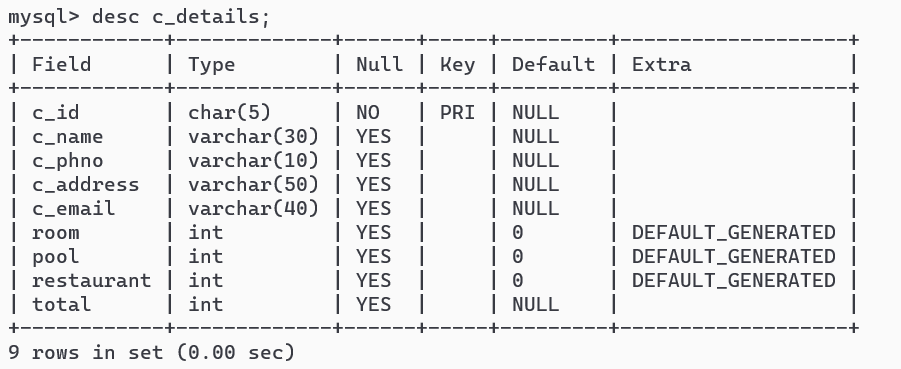 mysql> desc c_details;
+------------+-------------+------+-----+---------+-------------------+
| Field      | Type        | Null | Key | Default | Extra             |
+------------+-------------+------+-----+---------+-------------------+
| c_id       | char(5)     | NO   | PRI | NULL    |                   |
| c_name     | varchar(30) | YES  |     | NULL    |                   |
| c_phno     | varchar(10) | YES  |     | NULL    |                   |
| c_address  | varchar(50) | YES  |     | NULL    |                   |
| c_email    | varchar(40) | YES  |     | NULL    |                   |
| room       | int         | YES  |     | 0       | DEFAULT_GENERATED |
| pool       | int         | YES  |     | 0       | DEFAULT_GENERATED |
| restaurant | int         | YES  |     | 0       | DEFAULT_GENERATED |
| total      | int         | YES  |     | NULL    |                   |
+------------+-------------+------+-----+---------+-------------------+
9 rows in set (0.00 sec)